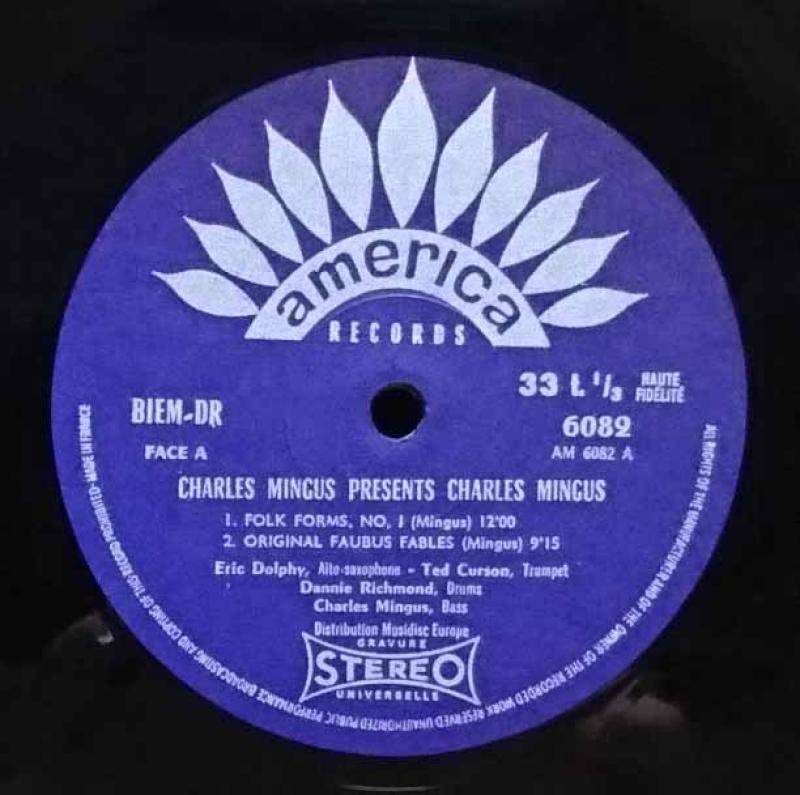 america
RECORDS
33 t. 1/3 HAUTE FIDÉLITÉ
BIEM-DR
6082
FACE A
AM 6082 A
CHARLES MINGUS PRESENTS CHARLES MINGUS
1. FOLK FORMS, NO, I (Mingus) 12'00
2. ORIGINAL FAUBUS FABLES (Mingus) 9'15
Eric Dolphy, Alto-saxophone - Ted Curson, Trumpet
Dannie Richmond, Drums
Charles Mingus, Bass
Distribution Musidisc Europe
GRAVURE
STEREO
UNIVERSELLE
ALL RIGHTS OF THE MANUFACTURER AND OF THE OWNER OF THE RECORDED WORK RESERVED UNAUTHORIZED PUBLIC PERFORMANCE BROADCASTING AND COPYING OF THIS RECORD PROHIBITED - MADE IN FRANCE